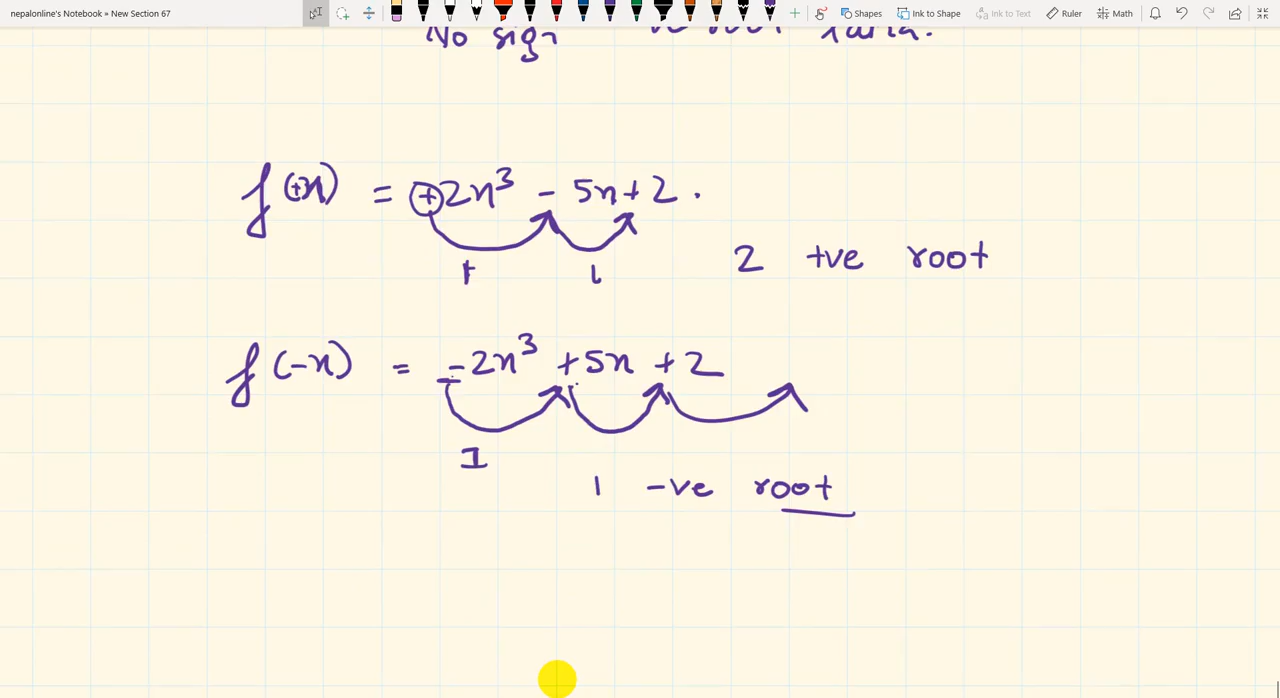 nepalonline's Notebook » New Section 67
Shapes Ink to Shape Ink to Text Ruler Math
No sign
f(+x) = +2x³ - 5x + 2.
1 1
2 +ve root
f(-x) = -2x³ + 5x + 2
1
1 -ve root